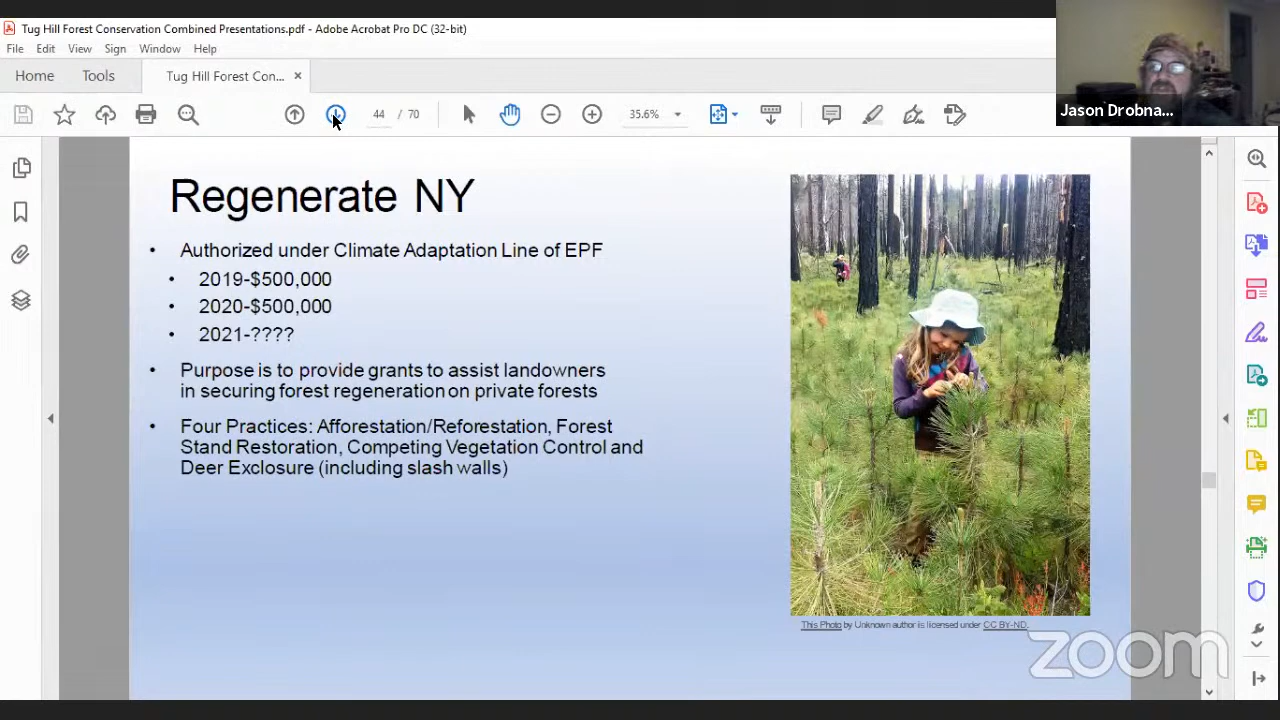 Tug Hill Forest Conservation Combined Presentations.pdf - Adobe Acrobat Pro DC (32-bit)
File Edit View Sign Window Help
Home Tools Tug Hill Forest Con... ×
44 / 70 35.6%
Jason Drobna...
Regenerate NY
• Authorized under Climate Adaptation Line of EPF
• 2019-$500,000
• 2020-$500,000
• 2021-????
• Purpose is to provide grants to assist landowners
in securing forest regeneration on private forests
• Four Practices: Afforestation/Reforestation, Forest
Stand Restoration, Competing Vegetation Control and
Deer Exclosure (including slash walls)
This Photo by Unknown author is licensed under CC BY-ND.
zoom